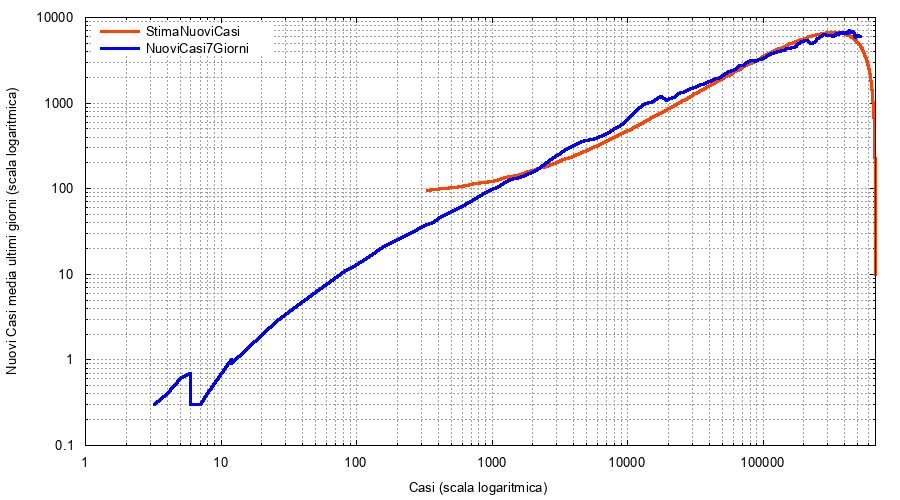 StimaNuoviCasi
NuoviCasi7Giorni
10000
1000
100
10
1
0.1
Nuovi Casi media ultimi giorni (scala logaritmica)
1 10 100 1000 10000 100000
Casi (scala logaritmica)